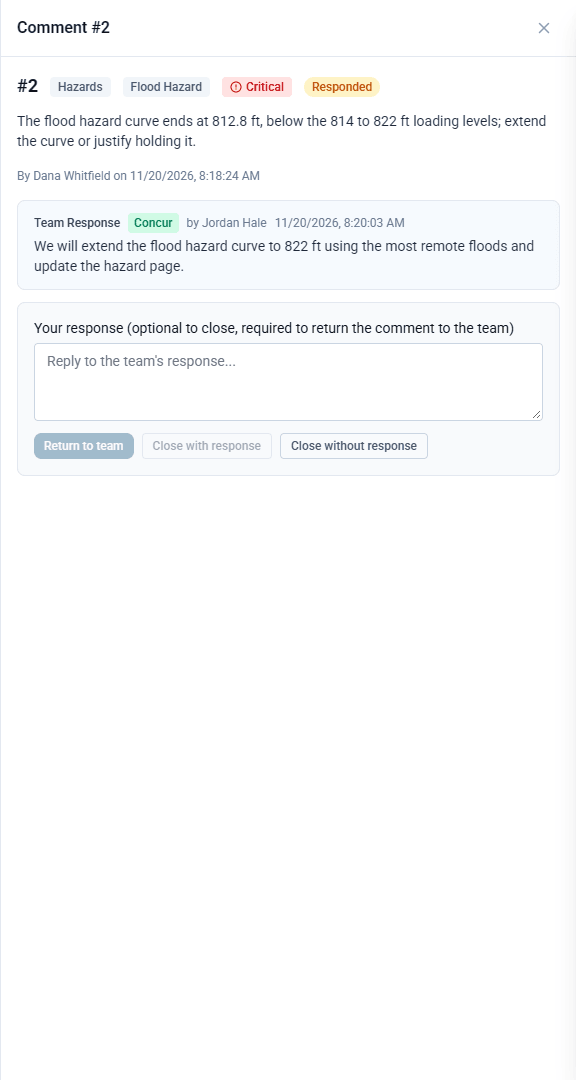 Comment #2
#2 Hazards Flood Hazard Critical Responded
The flood hazard curve ends at 812.8 ft, below the 814 to 822 ft loading levels; extend
the curve or justify holding it.
By Dana Whitfield on 11/20/2026, 8:18:24 AM
Team Response Concur by Jordan Hale 11/20/2026, 8:20:03 AM
We will extend the flood hazard curve to 822 ft using the most remote floods and
update the hazard page.
Your response (optional to close, required to return the comment to the team)
Reply to the team's response...
Return to team Close with response Close without response